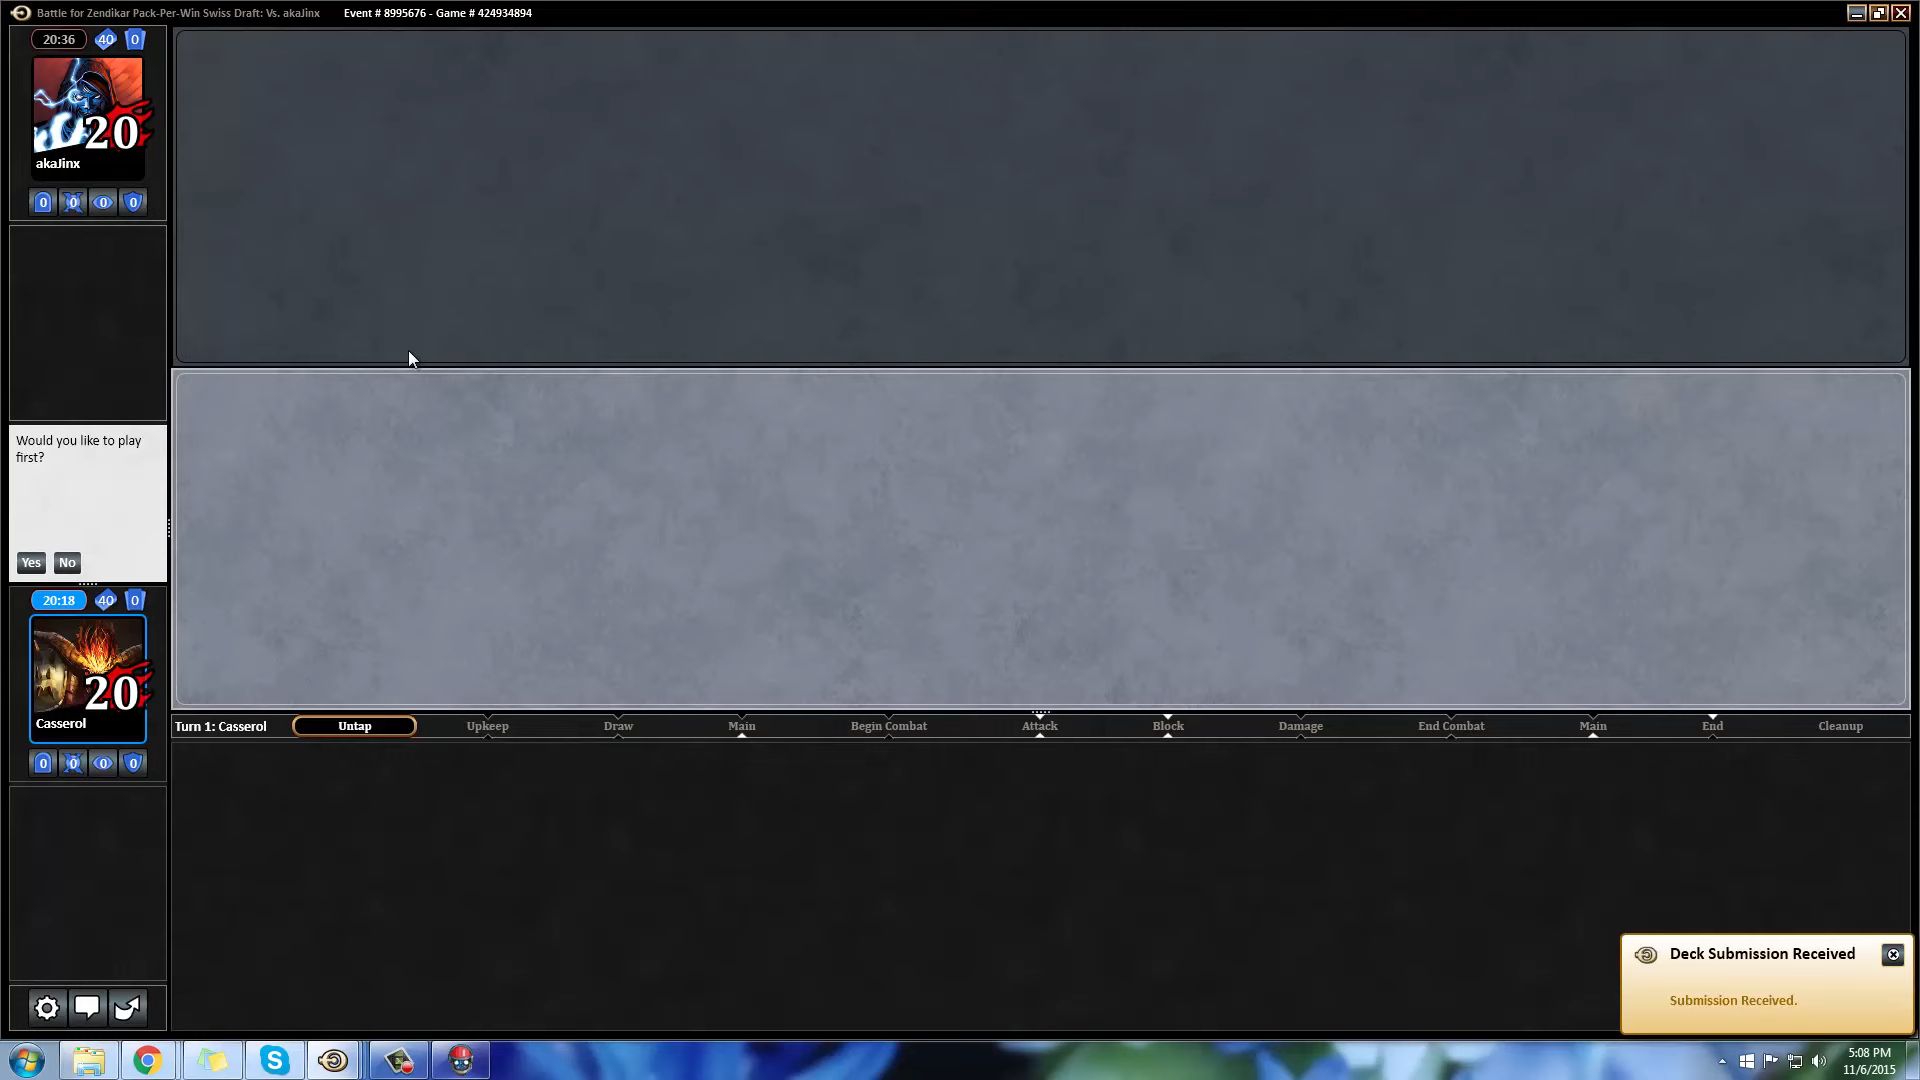 Battle for Zendikar Pack-Per-Win Swiss Draft: Vs. akaJinx Event # 8995676 - Game # 424934894
20:36 40 0
20
akaJinx
0 0 0 0
Would you like to play
first?
Yes No
20:18 40 0
20
Casserol
0 0 0 0
Turn 1: Casserol Untap Upkeep Draw Main Begin Combat Attack Block Damage End Combat Main End Cleanup
Deck Submission Received
Submission Received.
5:08 PM
11/6/2015